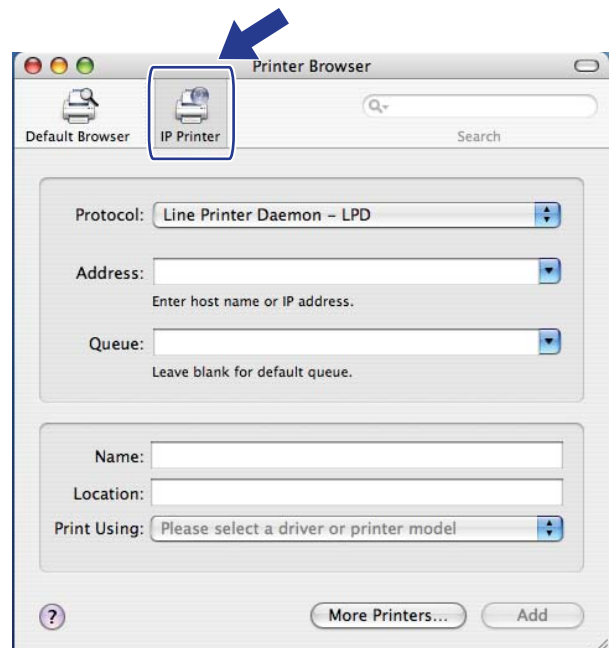 Printer Browser
Default Browser
IP Printer
Search
Protocol: Line Printer Daemon – LPD
Address:
Enter host name or IP address.
Queue:
Leave blank for default queue.
Name:
Location:
Print Using: Please select a driver or printer model
?
More Printers...
Add